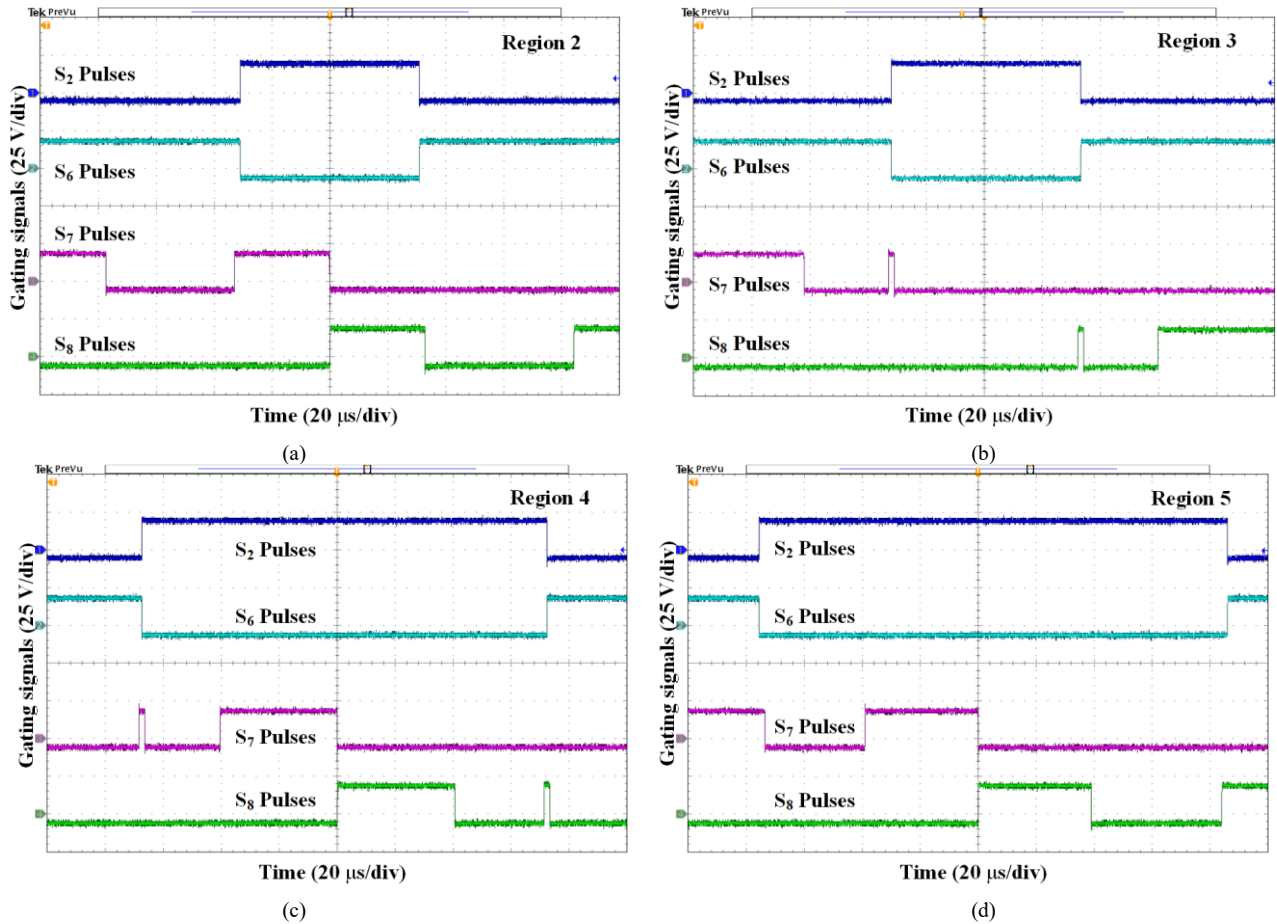 Tek PreVu
Region 2
S₂ Pulses
S₆ Pulses
S₇ Pulses
S₈ Pulses
Gating signals (25 V/div)
Time (20 μs/div)
(a)
Tek PreVu
Region 3
S₂ Pulses
S₆ Pulses
S₇ Pulses
S₈ Pulses
Gating signals (25 V/div)
Time (20 μs/div)
(b)
Tek PreVu
Region 4
S₂ Pulses
S₆ Pulses
S₇ Pulses
S₈ Pulses
Gating signals (25 V/div)
Time (20 μs/div)
(c)
Tek PreVu
Region 5
S₂ Pulses
S₆ Pulses
S₇ Pulses
S₈ Pulses
Gating signals (25 V/div)
Time (20 μs/div)
(d)